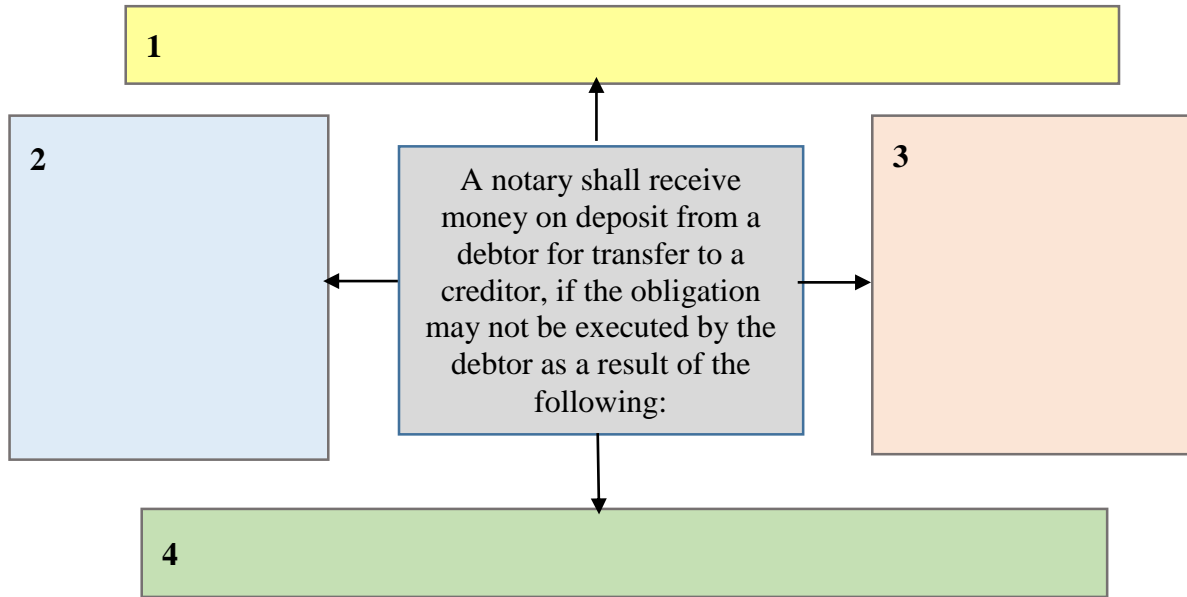 1
2
A notary shall receive
money on deposit from a
debtor for transfer to a
creditor, if the obligation
may not be executed by the
debtor as a result of the
following:
3
4